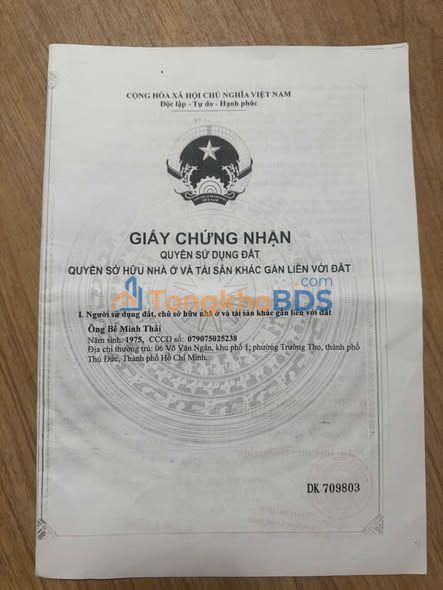 CỘNG HÒA XÃ HỘI CHỦ NGHĨA VIỆT NAM
Độc lập - Tự do - Hạnh phúc
VIỆT NAM
GIẤY CHỨNG NHẬN
QUYỀN SỬ DỤNG ĐẤT
QUYỀN SỞ HỮU NHÀ Ở VÀ TÀI SẢN KHÁC GẮN LIỀN VỚI ĐẤT
TongkhoBDS.com
I. Người sử dụng đất, chủ sở hữu nhà ở và tài sản khác gắn liền với đất
Ông Bế Minh Thái
Năm sinh: 1975, CCCD số: 079075025238
Địa chỉ thường trú: 06 Võ Văn Ngân, khu phố 1, phường Trường Thọ, thành phố
Thủ Đức, Thành phố Hồ Chí Minh.
DK 709803